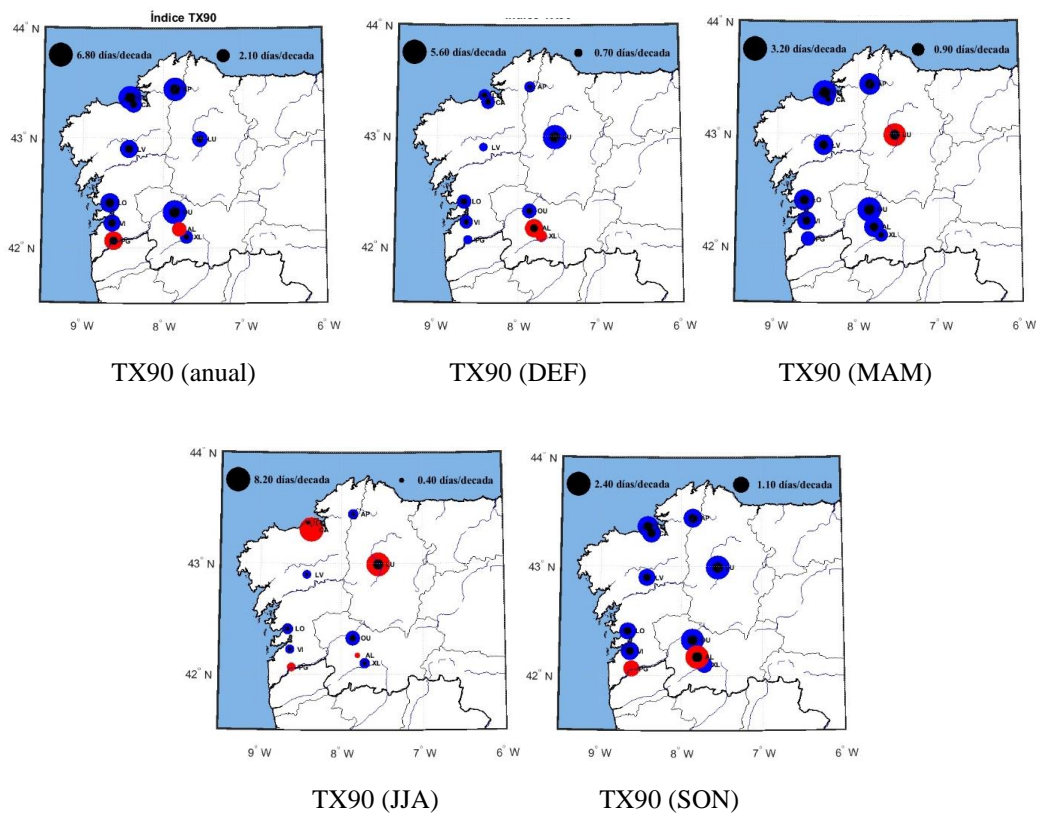 Índice TX90
44° N
6.80 días/decada
2.10 días/decada
AP
CA
43° N
LU
LV
LO
OU
VI
AL
42° N
PG
XL
9° W
8° W
7° W
6° W
44° N
5.60 días/decada
0.70 días/decada
AP
CA
43° N
LV
LO
OU
VI
AL
42° N
PG
XL
9° W
8° W
7° W
6° W
44° N
3.20 días/decada
0.90 días/decada
AP
CA
43° N
LV
LO
OU
VI
AL
42° N
PG
XL
9° W
8° W
7° W
6° W
TX90 (anual)
TX90 (DEF)
TX90 (MAM)
44° N
8.20 días/decada
0.40 días/decada
AP
43° N
LU
LV
LO
OU
VI
AL
XL
42° N
PG
9° W
8° W
7° W
6° W
44° N
2.40 días/decada
1.10 días/decada
AP
CA
43° N
LU
LV
LO
OU
VI
AL
42° N
PG
XL
9° W
8° W
7° W
6° W
TX90 (JJA)
TX90 (SON)